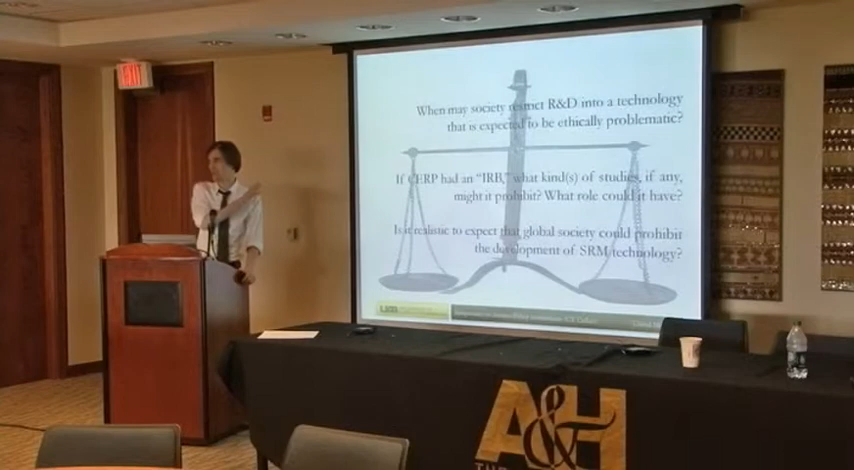 EXIT
When may society restrict R&D into a technology
that is expected to be ethically problematic?
If CERP had an "IRB," what kind(s) of studies, if any,
might it prohibit? What role could it have?
Is it realistic to expect that global society could prohibit
the development of SRM technology?
A&H
THE